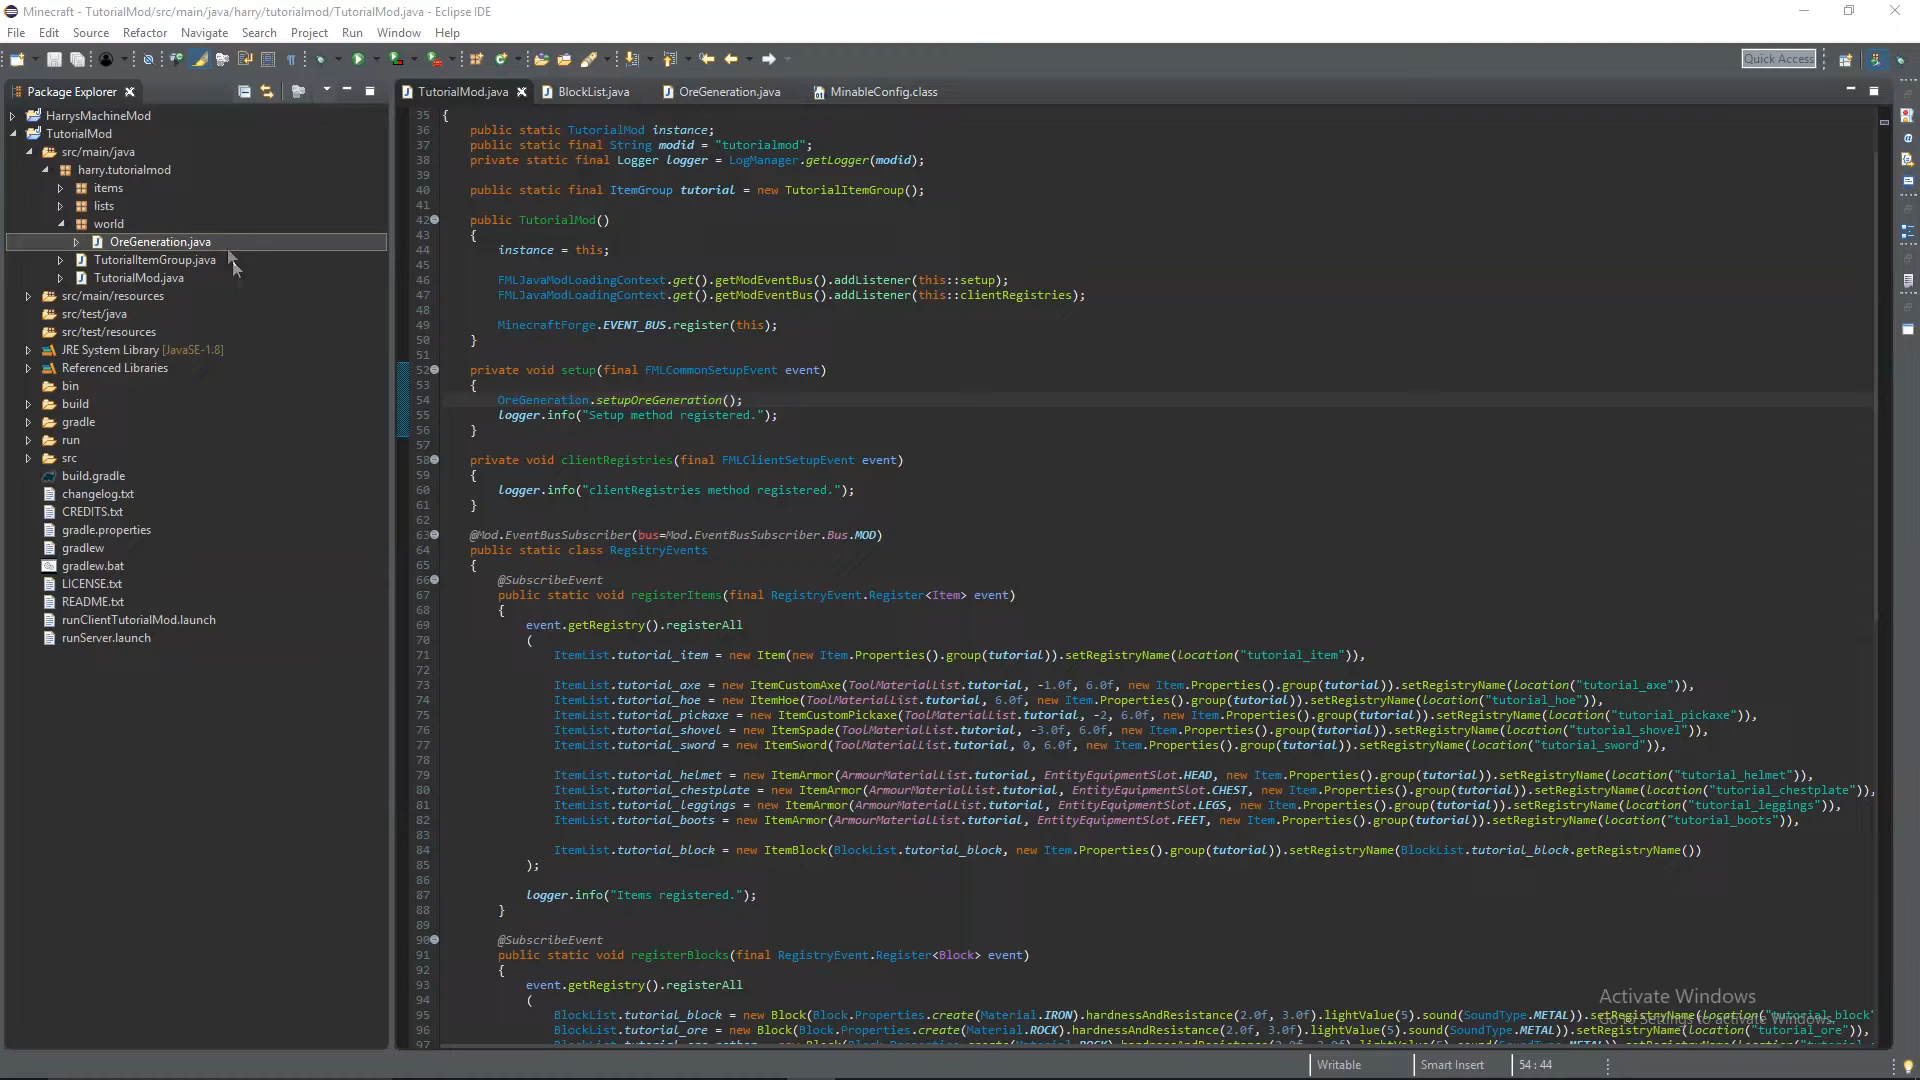 Minecraft - TutorialMod/src/main/java/harry/tutorialmod/TutorialMod.java - Eclipse IDE
File Edit Source Refactor Navigate Search Project Run Window Help
Quick Access
Package Explorer
TutorialMod.java BlockList.java OreGeneration.java MinableConfig.class
HarrysMachineMod
TutorialMod
src/main/java
harry.tutorialmod
items
lists
world
OreGeneration.java
TutorialItemGroup.java
TutorialMod.java
src/main/resources
src/test/java
src/test/resources
JRE System Library [JavaSE-1.8]
Referenced Libraries
bin
build
gradle
run
src
build.gradle
changelog.txt
CREDITS.txt
gradle.properties
gradlew
gradlew.bat
LICENSE.txt
README.txt
runClientTutorialMod.launch
runServer.launch
35 {
36 public static TutorialMod instance;
37 public static final String modid = "tutorialmod";
38 private static final Logger logger = LogManager.getLogger(modid);
39
40 public static final ItemGroup tutorial = new TutorialItemGroup();
41
42 public TutorialMod()
43 {
44 instance = this;
45
46 FMLJavaModLoadingContext.get().getModEventBus().addListener(this::setup);
47 FMLJavaModLoadingContext.get().getModEventBus().addListener(this::clientRegistries);
48
49 MinecraftForge.EVENT_BUS.register(this);
50 }
51
52 private void setup(final FMLCommonSetupEvent event)
53 {
54 OreGeneration.setupOreGeneration();
55 logger.info("Setup method registered.");
56 }
57
58 private void clientRegistries(final FMLClientSetupEvent event)
59 {
60 logger.info("clientRegistries method registered.");
61 }
62
63 @Mod.EventBusSubscriber(bus=Mod.EventBusSubscriber.Bus.MOD)
64 public static class RegsitryEvents
65 {
66 @SubscribeEvent
67 public static void registerItems(final RegistryEvent.Register<Item> event)
68 {
69 event.getRegistry().registerAll
70 (
71 ItemList.tutorial_item = new Item(new Item.Properties().group(tutorial)).setRegistryName(location("tutorial_item")),
72
73 ItemList.tutorial_axe = new ItemCustomAxe(ToolMaterialList.tutorial, -1.0f, 6.0f, new Item.Properties().group(tutorial)).setRegistryName(location("tutorial_axe")),
74 ItemList.tutorial_hoe = new ItemHoe(ToolMaterialList.tutorial, 6.0f, new Item.Properties().group(tutorial)).setRegistryName(location("tutorial_hoe")),
75 ItemList.tutorial_pickaxe = new ItemCustomPickaxe(ToolMaterialList.tutorial, -2, 6.0f, new Item.Properties().group(tutorial)).setRegistryName(location("tutorial_pickaxe")),
76 ItemList.tutorial_shovel = new ItemSpade(ToolMaterialList.tutorial, -3.0f, 6.0f, new Item.Properties().group(tutorial)).setRegistryName(location("tutorial_shovel")),
77 ItemList.tutorial_sword = new ItemSword(ToolMaterialList.tutorial, 0, 6.0f, new Item.Properties().group(tutorial)).setRegistryName(location("tutorial_sword")),
78
79 ItemList.tutorial_helmet = new ItemArmor(ArmourMaterialList.tutorial, EntityEquipmentSlot.HEAD, new Item.Properties().group(tutorial)).setRegistryName(location("tutorial_helmet")),
80 ItemList.tutorial_chestplate = new ItemArmor(ArmourMaterialList.tutorial, EntityEquipmentSlot.CHEST, new Item.Properties().group(tutorial)).setRegistryName(location("tutorial_chestplate")),
81 ItemList.tutorial_leggings = new ItemArmor(ArmourMaterialList.tutorial, EntityEquipmentSlot.LEGS, new Item.Properties().group(tutorial)).setRegistryName(location("tutorial_leggings")),
82 ItemList.tutorial_boots = new ItemArmor(ArmourMaterialList.tutorial, EntityEquipmentSlot.FEET, new Item.Properties().group(tutorial)).setRegistryName(location("tutorial_boots")),
83
84 ItemList.tutorial_block = new ItemBlock(BlockList.tutorial_block, new Item.Properties().group(tutorial)).setRegistryName(BlockList.tutorial_block.getRegistryName())
85 );
86
87 logger.info("Items registered.");
88 }
89
90 @SubscribeEvent
91 public static void registerBlocks(final RegistryEvent.Register<Block> event)
92 {
93 event.getRegistry().registerAll
94 (
95 BlockList.tutorial_block = new Block(Block.Properties.create(Material.IRON).hardnessAndResistance(2.0f, 3.0f).lightValue(5).sound(SoundType.METAL)).setRegistryName(location("tutorial_block"
96 BlockList.tutorial_ore = new Block(Block.Properties.create(Material.ROCK).hardnessAndResistance(2.0f, 3.0f).lightValue(5).sound(SoundType.METAL)).setRegistryName(location("tutorial_ore")),
97
Activate Windows
Go to Settings to activate Windows.
Writable Smart Insert 54 : 44